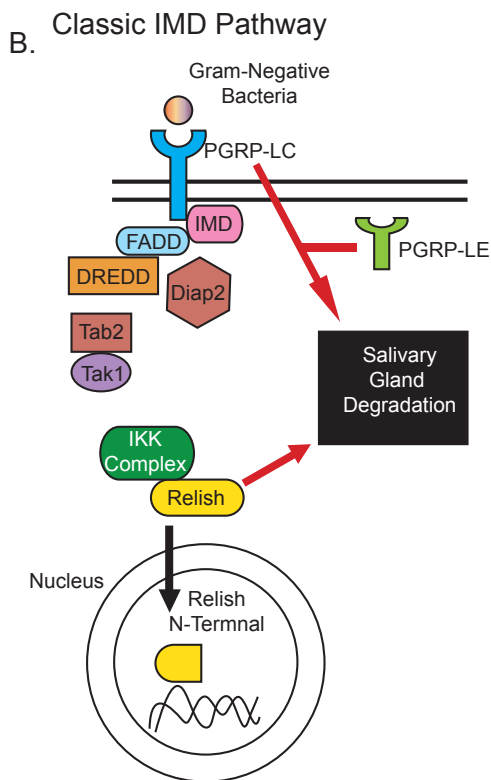 B.
Classic IMD Pathway
Gram-Negative
Bacteria
PGRP-LC
IMD
FADD
PGRP-LE
DREDD
Diap2
Tab2
Tak1
Salivary
Gland
Degradation
IKK
Complex
Relish
Nucleus
Relish
N-Termnal